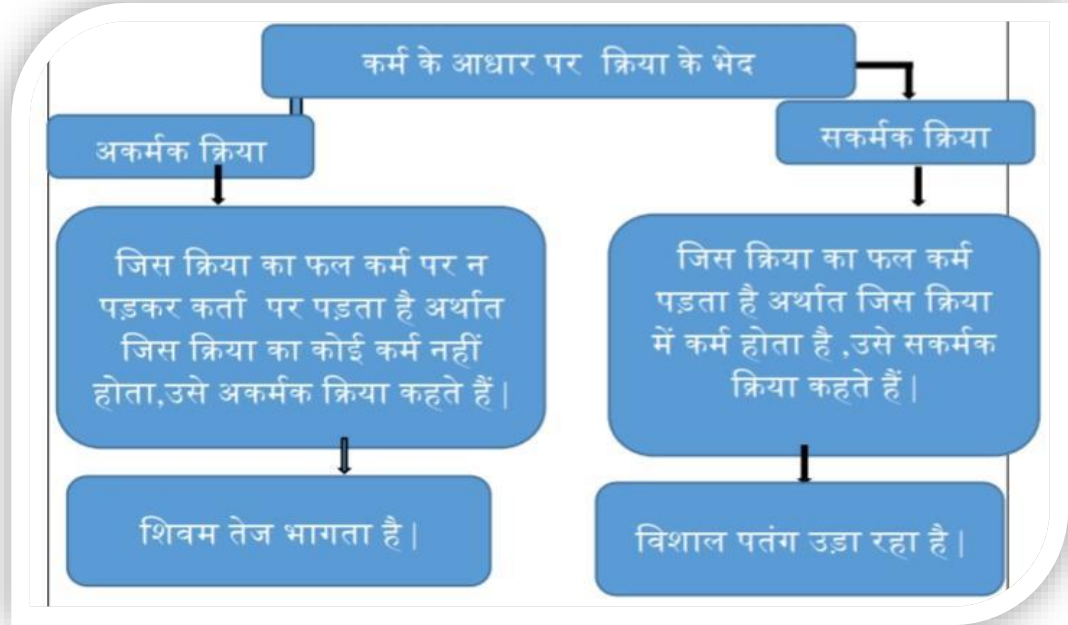 कर्म के आधार पर क्रिया के भेद
अकर्मक क्रिया
सकर्मक क्रिया
जिस क्रिया का फल कर्म पर न
पड़कर कर्ता पर पड़ता है अर्थात
जिस क्रिया का कोई कर्म नहीं
होता,उसे अकर्मक क्रिया कहते हैं |
जिस क्रिया का फल कर्म
पड़ता है अर्थात जिस क्रिया
में कर्म होता है ,उसे सकर्मक
क्रिया कहते हैं |
शिवम तेज भागता है |
विशाल पतंग उड़ा रहा है |